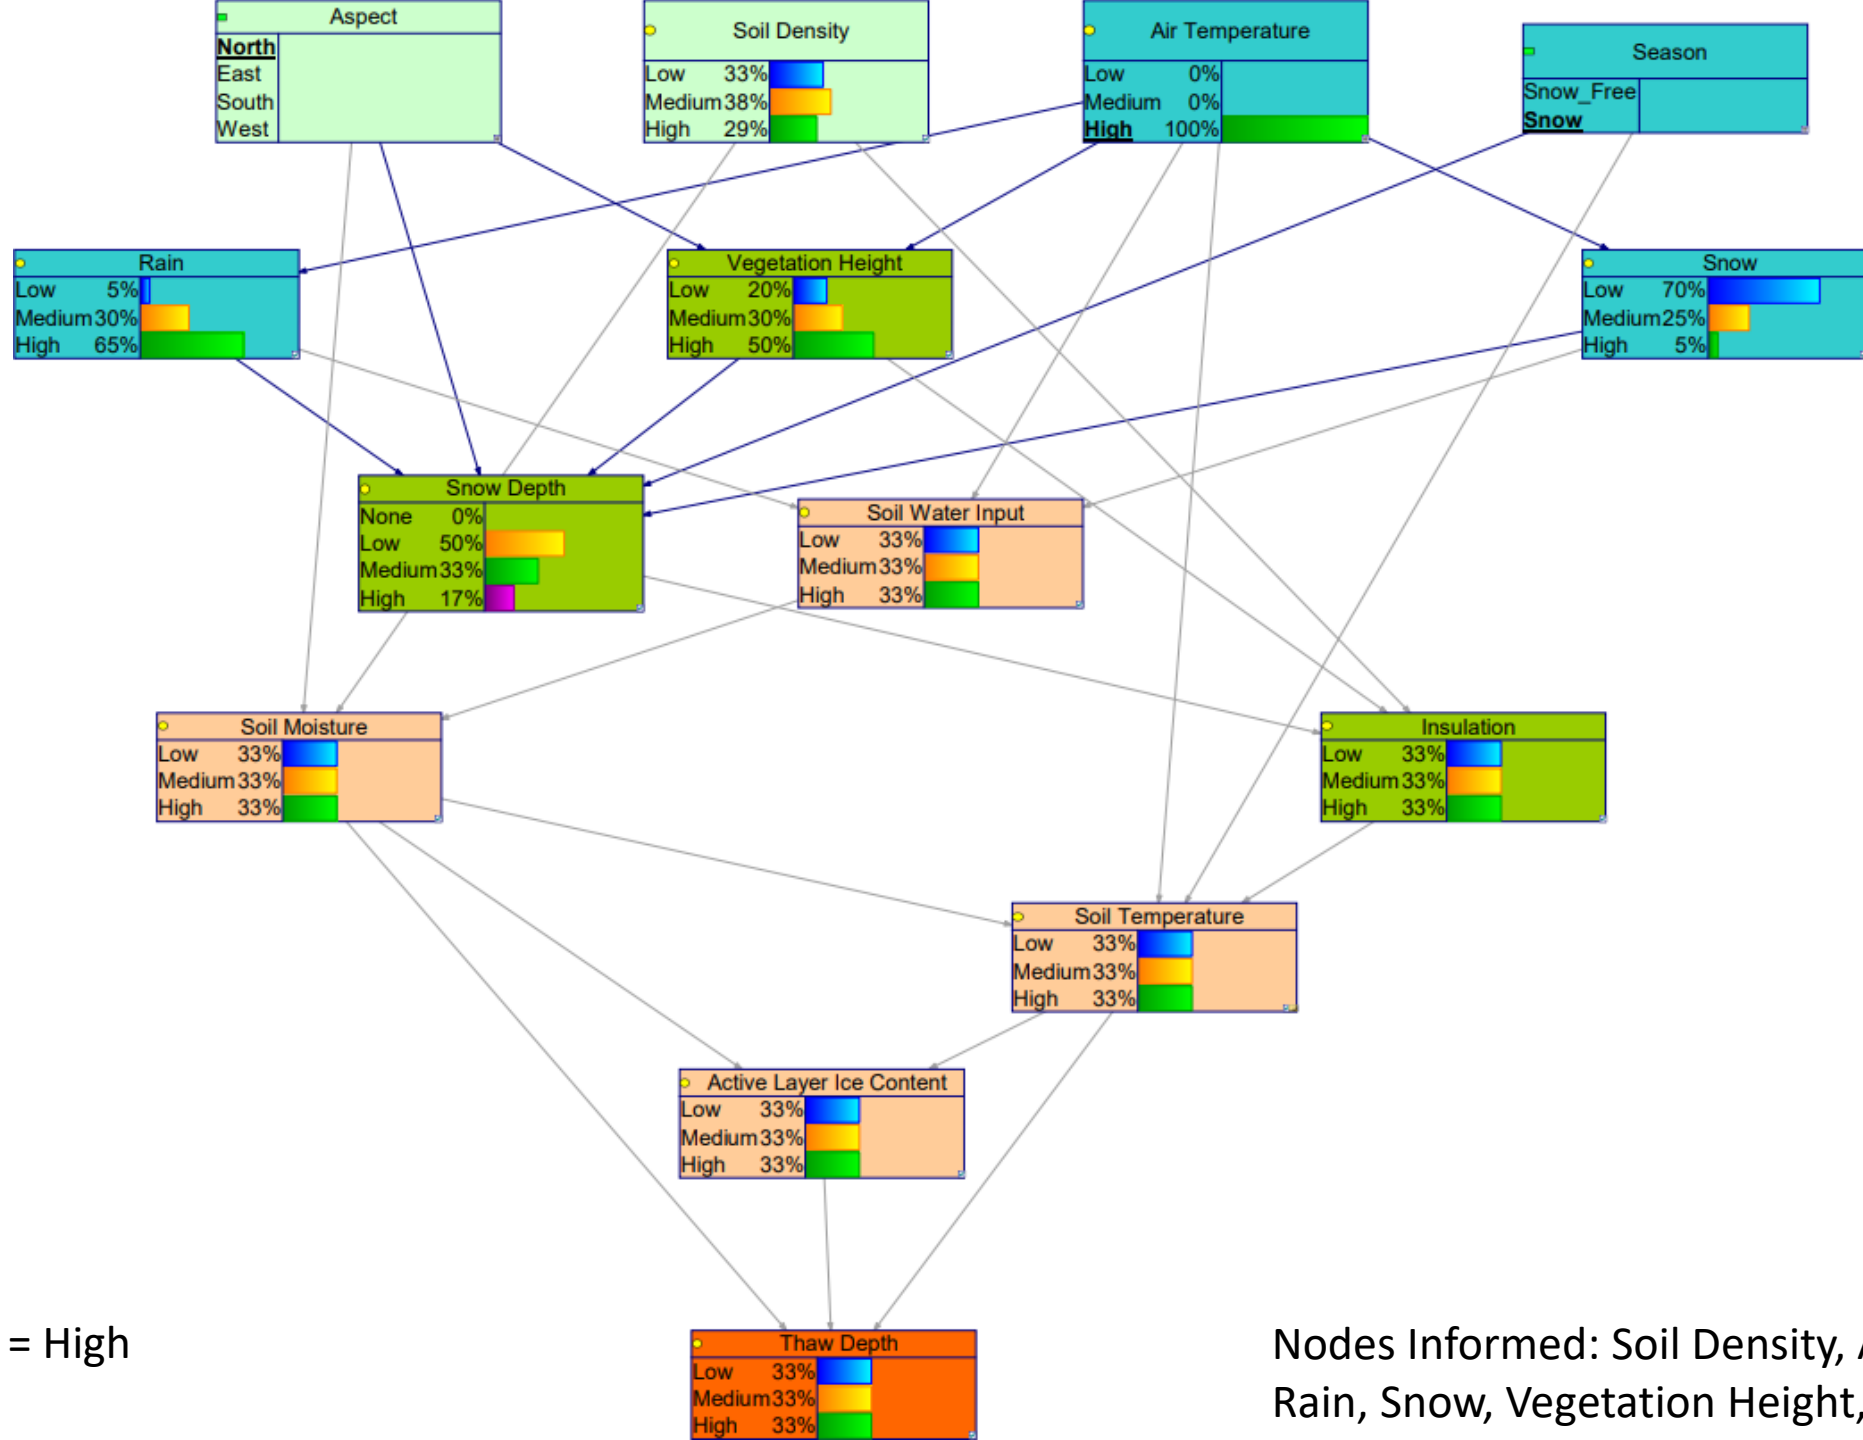 Aspect
North
East
South
West
Soil Density
Low 33%
Medium 38%
High 29%
Air Temperature
Low 0%
Medium 0%
High 100%
Season
Snow_Free
Snow
Rain
Low 5%
Medium 30%
High 65%
Vegetation Height
Low 20%
Medium 30%
High 50%
Snow
Low 70%
Medium 25%
High 5%
Snow Depth
None 0%
Low 50%
Medium 33%
High 17%
Soil Water Input
Low 33%
Medium 33%
High 33%
Soil Moisture
Low 33%
Medium 33%
High 33%
Insulation
Low 33%
Medium 33%
High 33%
Soil Temperature
Low 33%
Medium 33%
High 33%
Active Layer Ice Content
Low 33%
Medium 33%
High 33%
Thaw Depth
Low 33%
Medium 33%
High 33%
= High
Nodes Informed: Soil Density,
Rain, Snow, Vegetation Height,